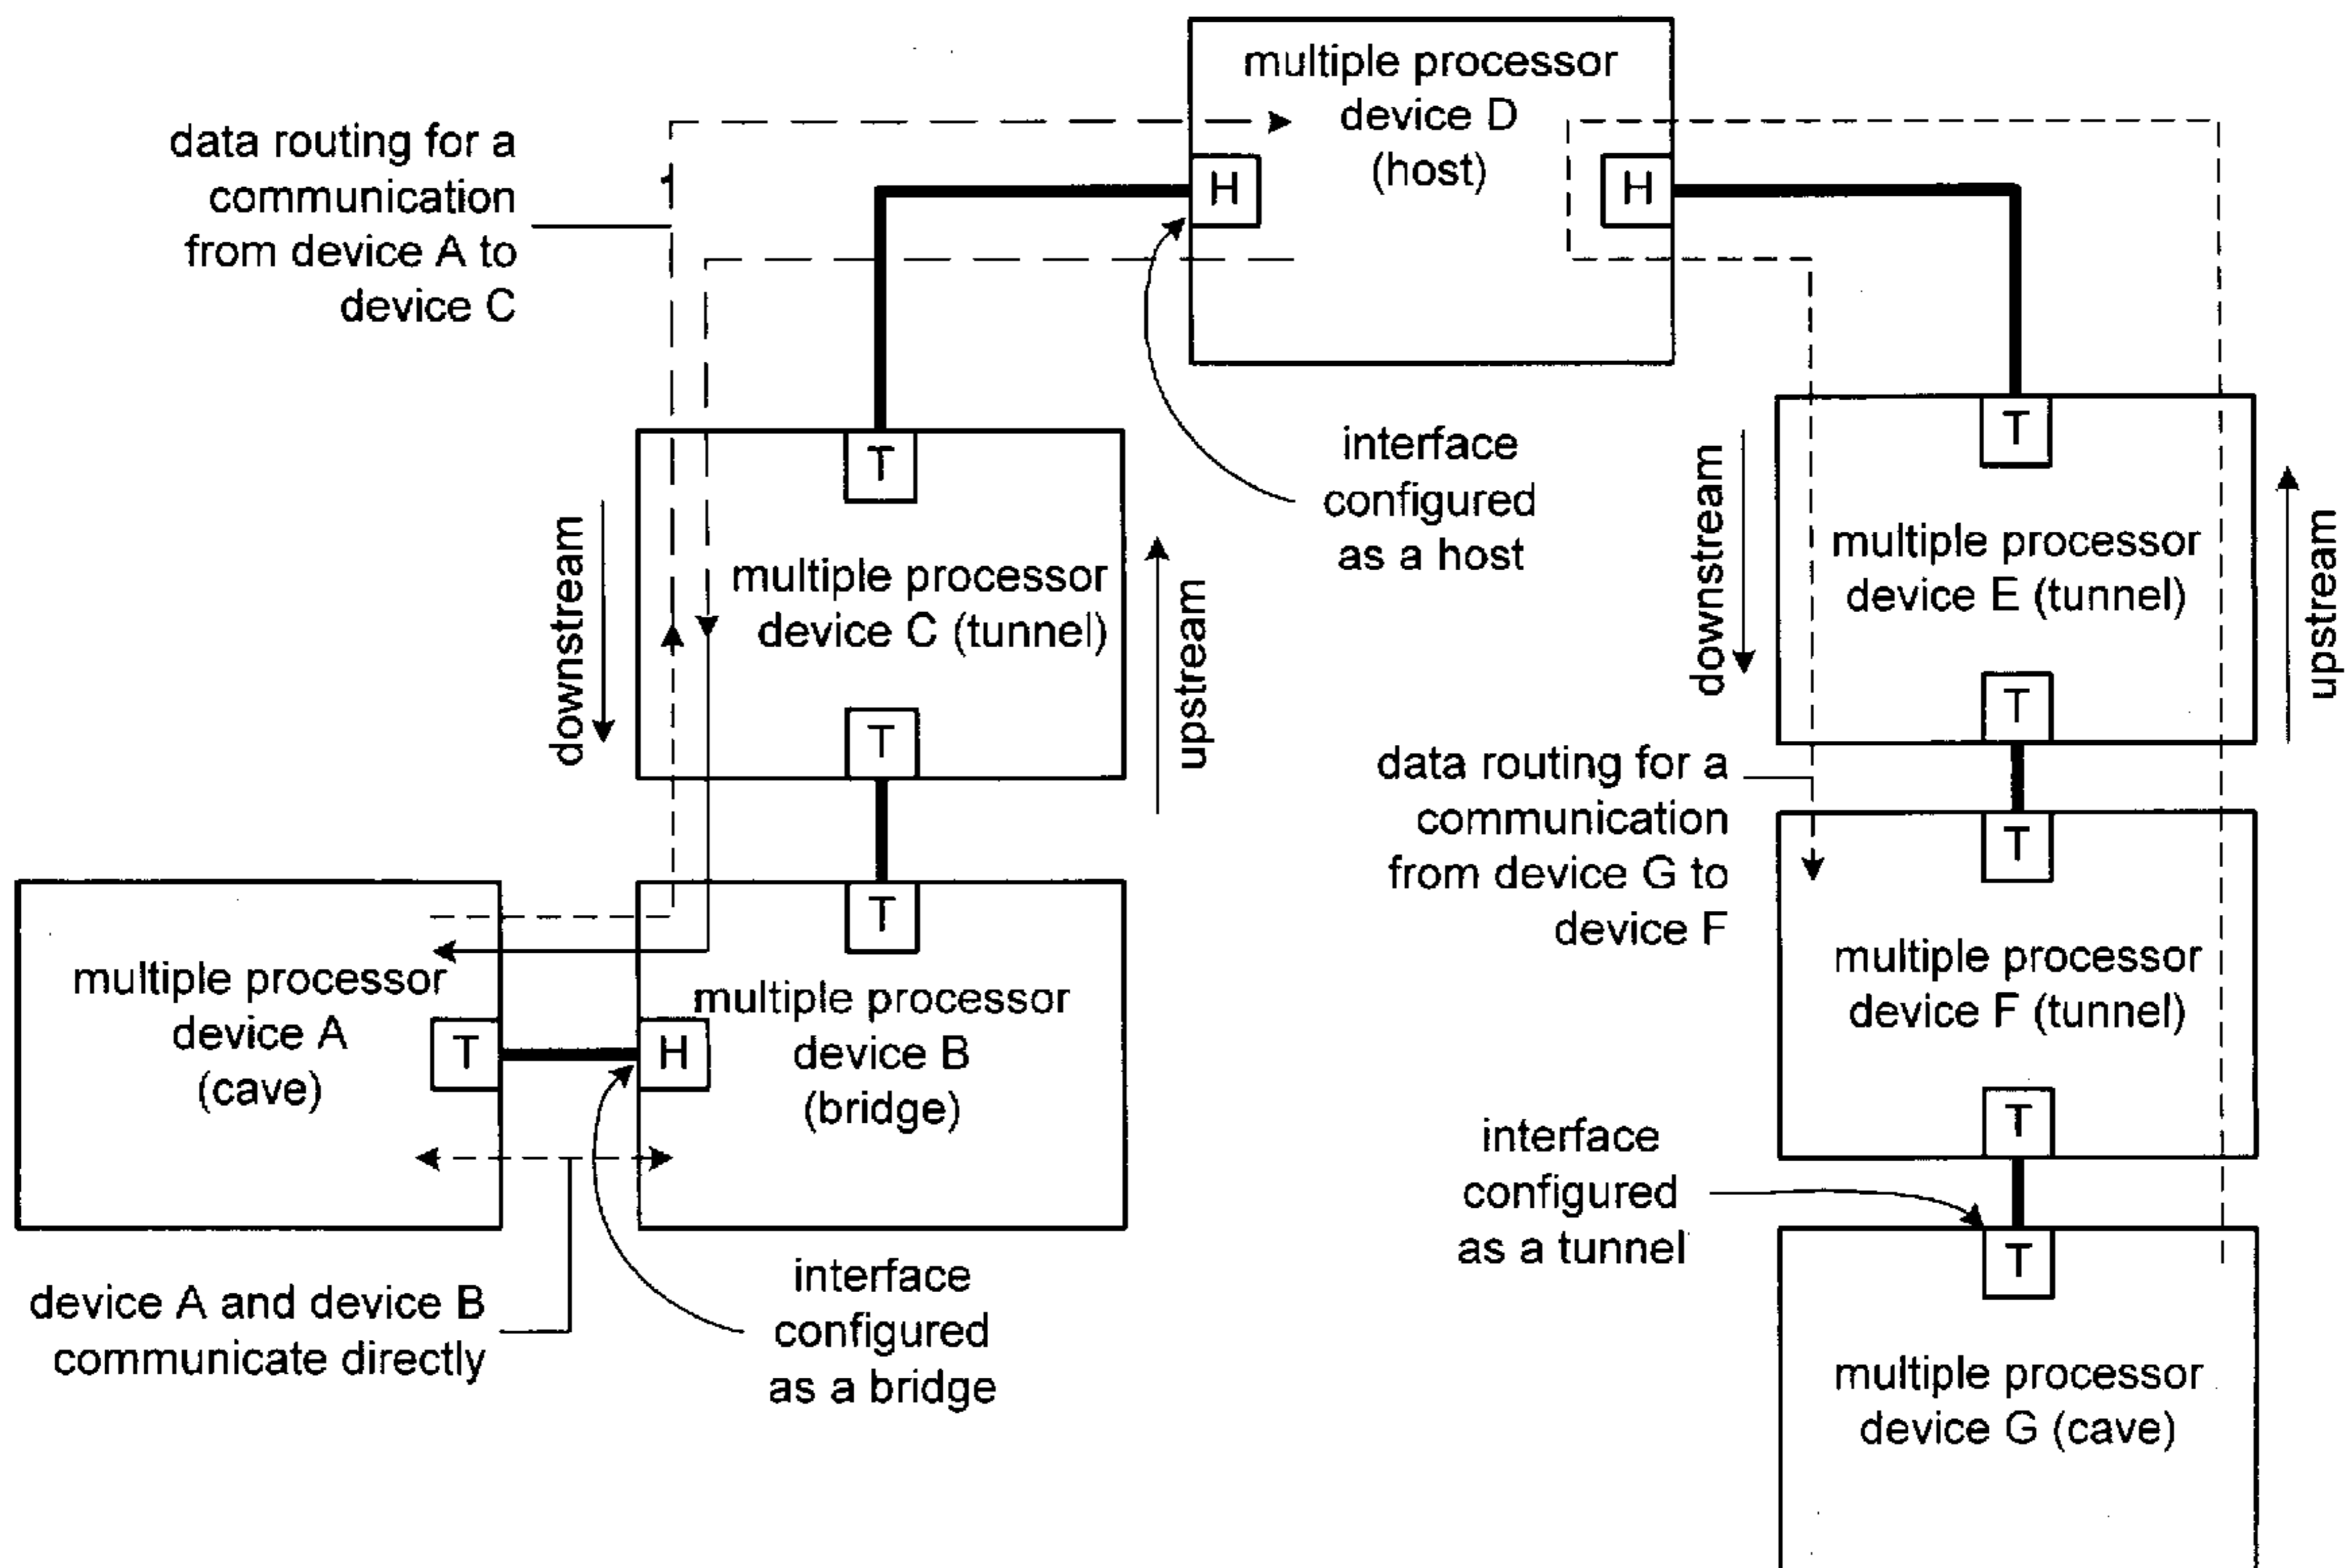 multiple processor
device D
(host)
H
H
data routing for a
communication
from device A to
device C
interface
configured
as a host
T
downstream
multiple processor
device C (tunnel)
upstream
T
T
downstream
multiple processor
device E (tunnel)
upstream
T
data routing for a
communication
from device G to
device F
T
multiple processor
device F (tunnel)
T
multiple processor
device A
(cave)
T
T
H
multiple processor
device B
(bridge)
device A and device B
communicate directly
interface
configured
as a bridge
interface
configured
as a tunnel
T
multiple processor
device G (cave)